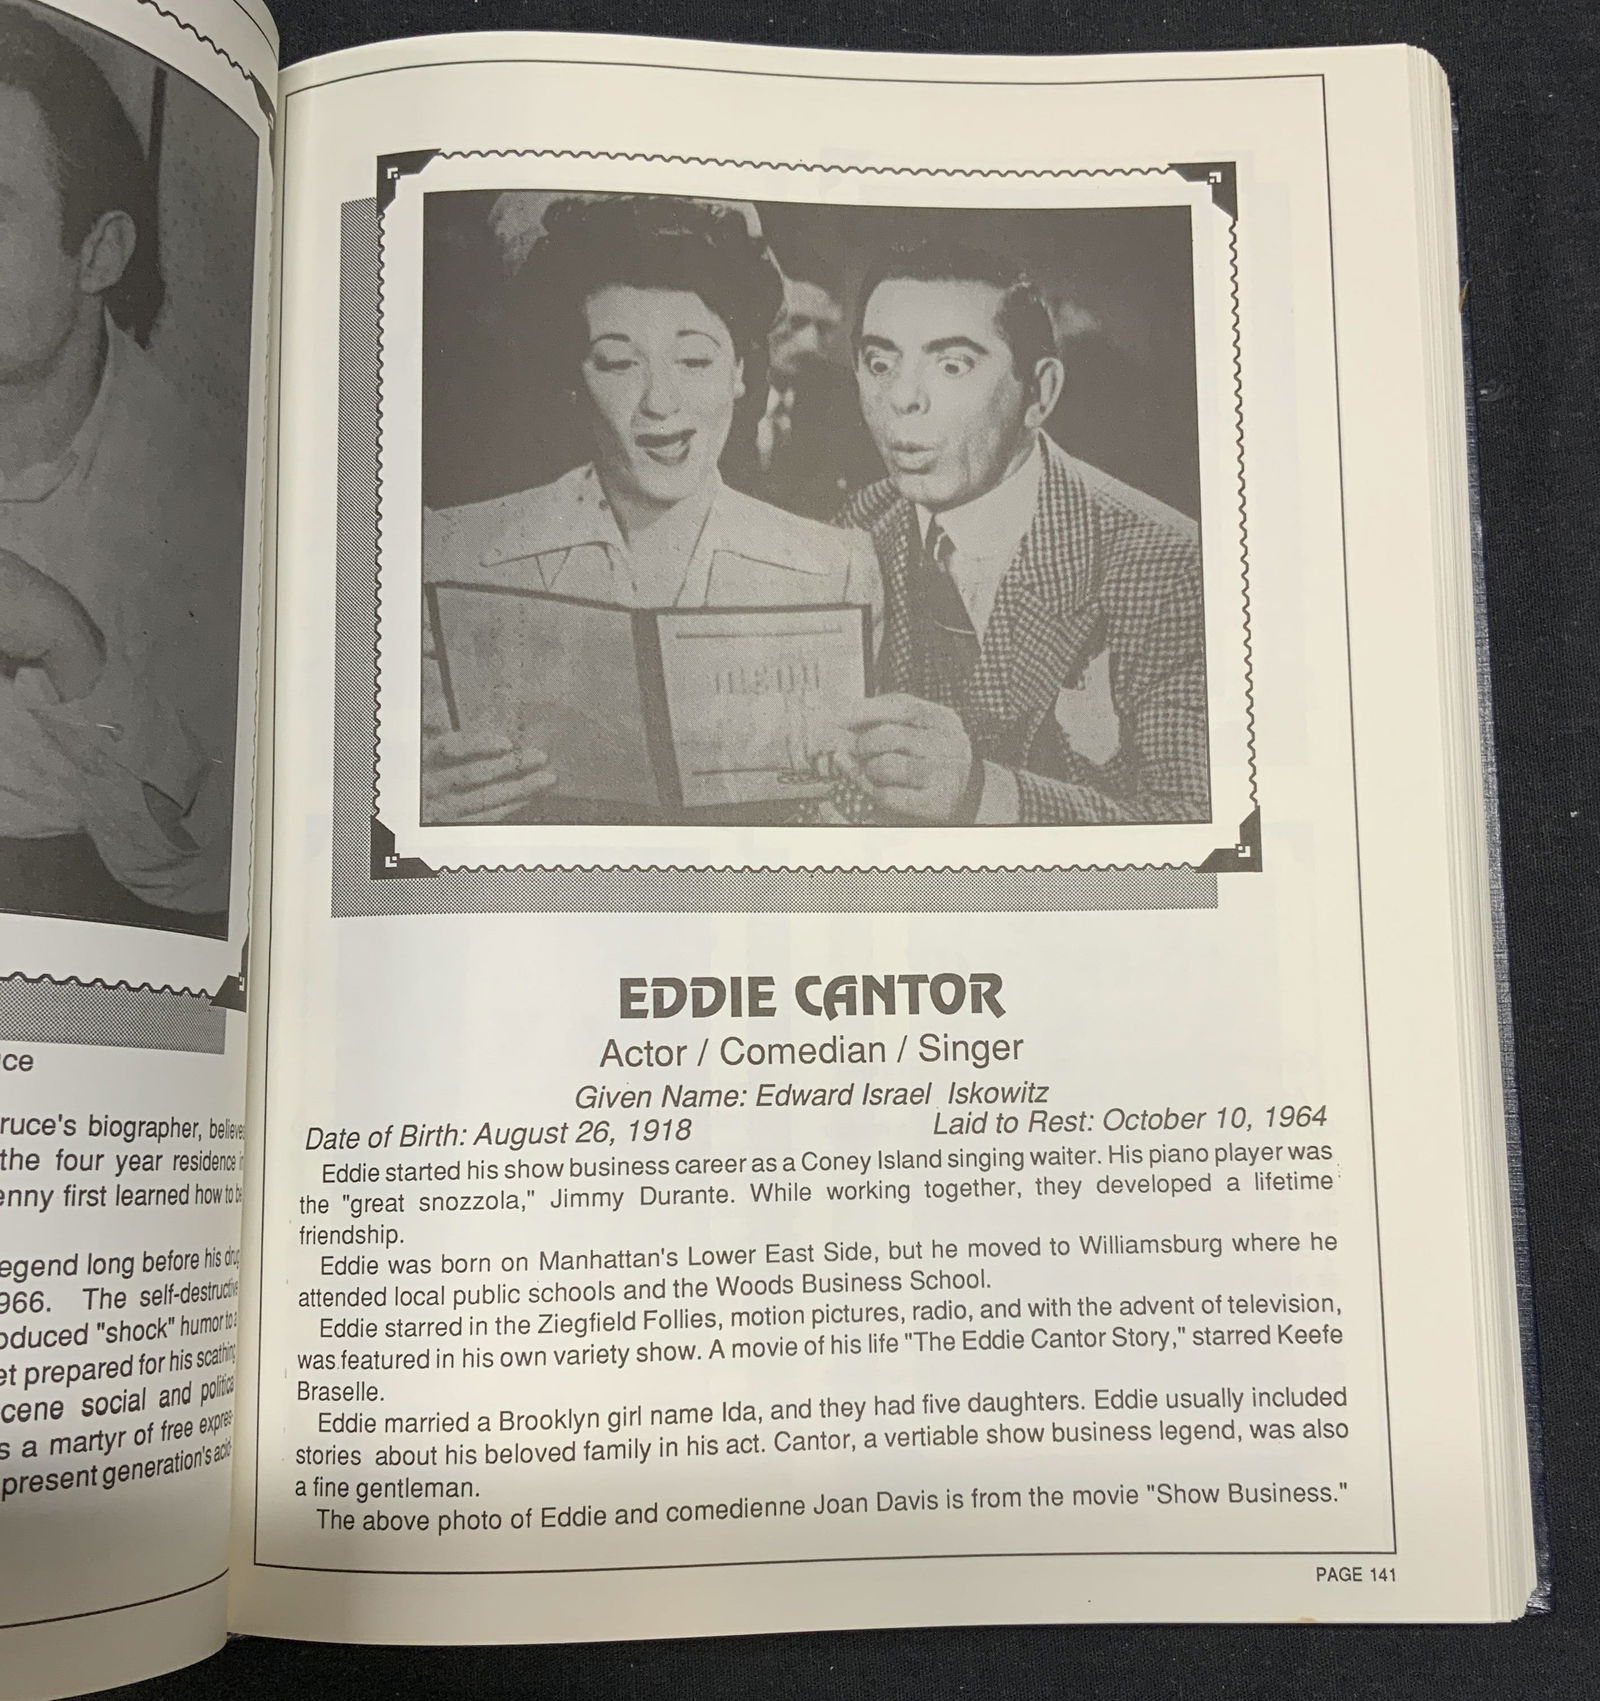 ce
ruce's biographer, believe
the four year residence in
enny first learned how to be
egend long before his drug
966. The self-destructive
oduced "shock" humor to a
et prepared for his scathing
cene social and political
s a martyr of free expres-
present generation's acid
menu
EDDIE CANTOR
Actor / Comedian / Singer
Given Name: Edward Israel Iskowitz
Date of Birth: August 26, 1918 Laid to Rest: October 10, 1964
Eddie started his show business career as a Coney Island singing waiter. His piano player was
the "great snozzola," Jimmy Durante. While working together, they developed a lifetime
friendship.
Eddie was born on Manhattan's Lower East Side, but he moved to Williamsburg where he
attended local public schools and the Woods Business School.
Eddie starred in the Ziegfield Follies, motion pictures, radio, and with the advent of television,
was featured in his own variety show. A movie of his life "The Eddie Cantor Story," starred Keefe
Braselle.
Eddie married a Brooklyn girl name Ida, and they had five daughters. Eddie usually included
stories about his beloved family in his act. Cantor, a vertiable show business legend, was also
a fine gentleman.
The above photo of Eddie and comedienne Joan Davis is from the movie "Show Business."
PAGE 141